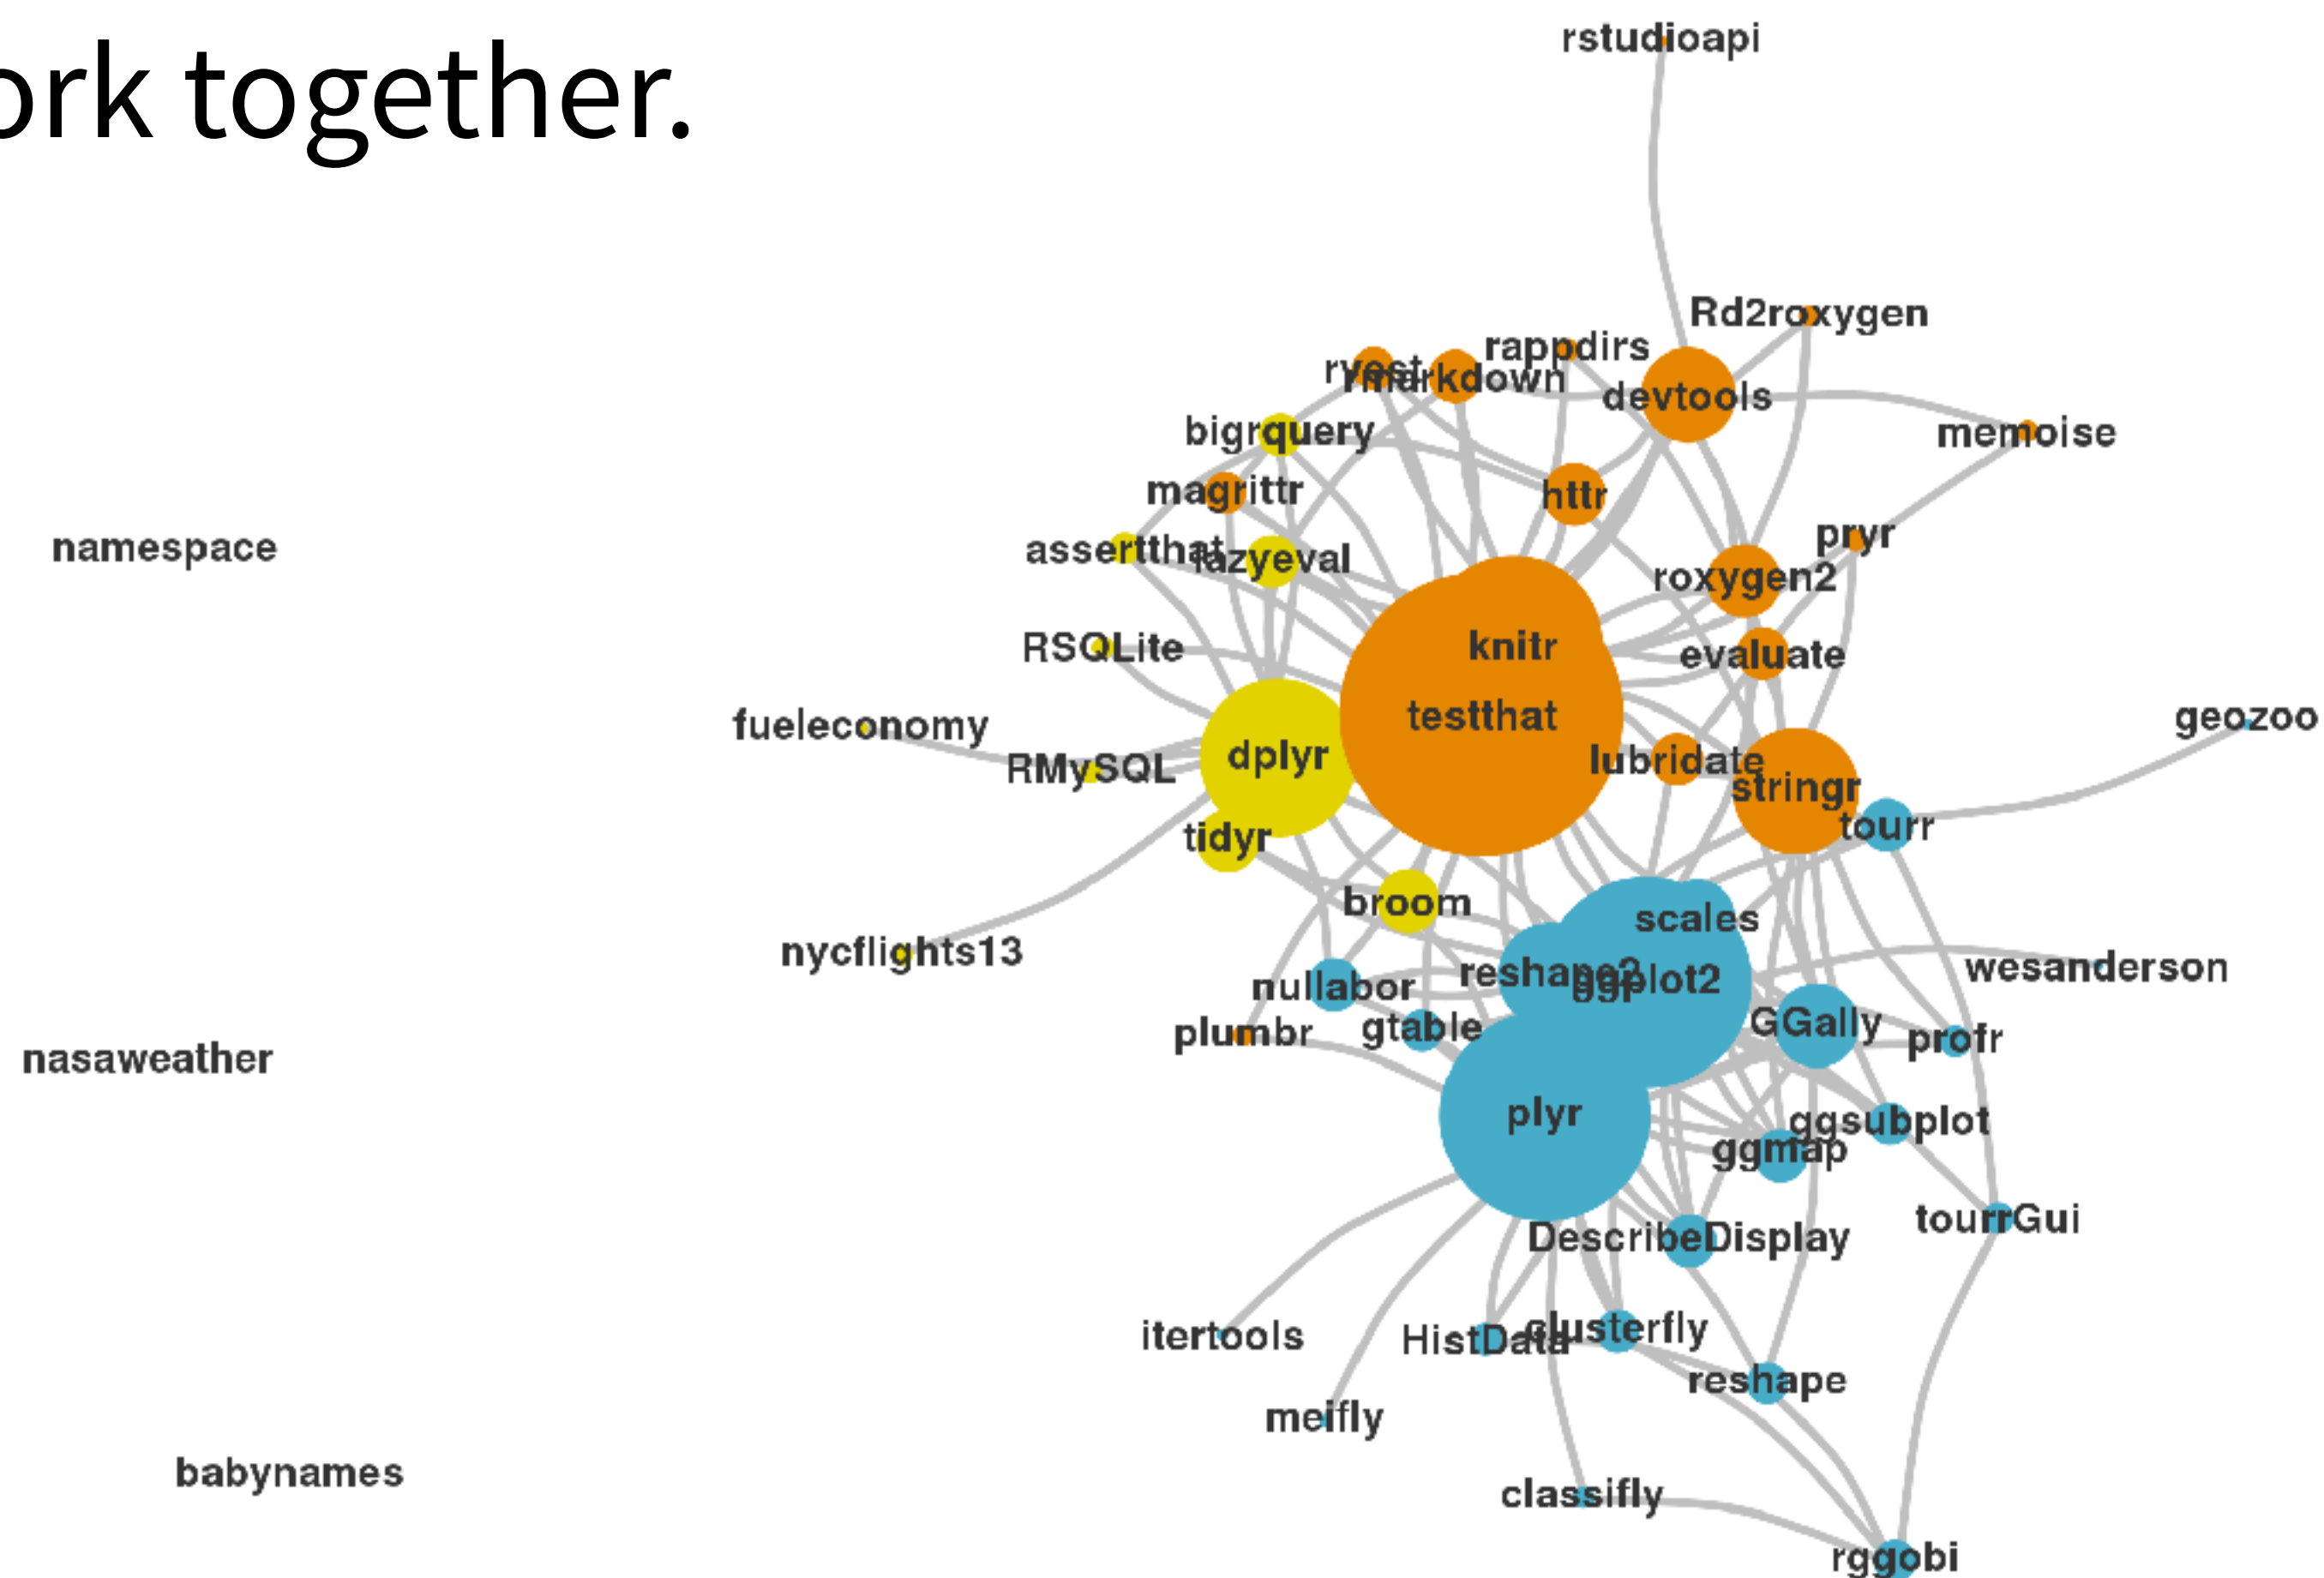 ork together.
rstudioapi
Rd2roxygen
rappdirs
rvest
rmarkdown
devtools
bigrquery
memoise
magrittr
httr
pryr
namespace
assertthat
lazyeval
roxygen2
RSQLite
knitr
evaluate
testthat
geozoo
fueleconomy
dplyr
RMySQL
lubridate
stringr
tourr
tidyr
broom
scales
nycflights13
reshape2
ggplot2
wesanderson
nullabor
GGally
gtable
plumbr
profr
nasaweather
plyr
ggsubplot
ggmap
tourrGui
DescribeDisplay
itertools
HistData
clusterfly
reshape
meifly
babynames
classifly
rggobi